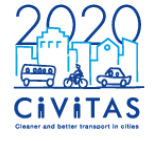 2020
CiViTAS
Cleaner and better transport in cities